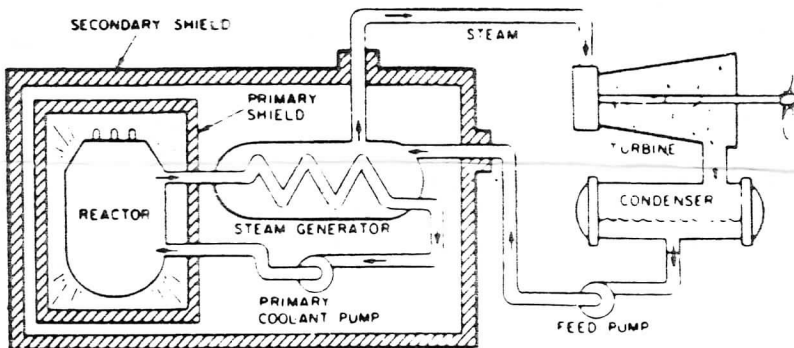 SECONDARY SHIELD
STEAM
PRIMARY
SHIELD
TURBINE
REACTOR
STEAM GENERATOR
CONDENSER
PRIMARY
COOLANT PUMP
FEED PUMP